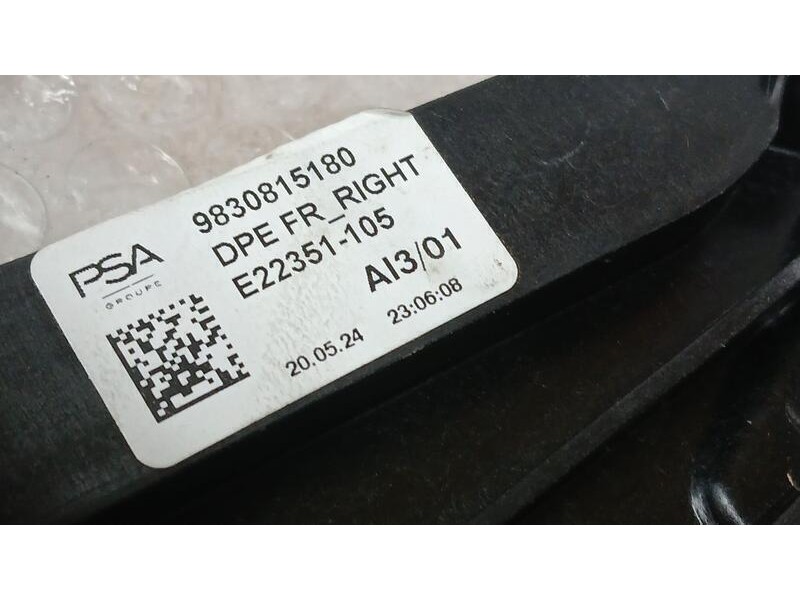 PSA
GROUPE
9830815180
DPE FR_RIGHT
E22351-105
AI3/01
20.05.24 23:06:08